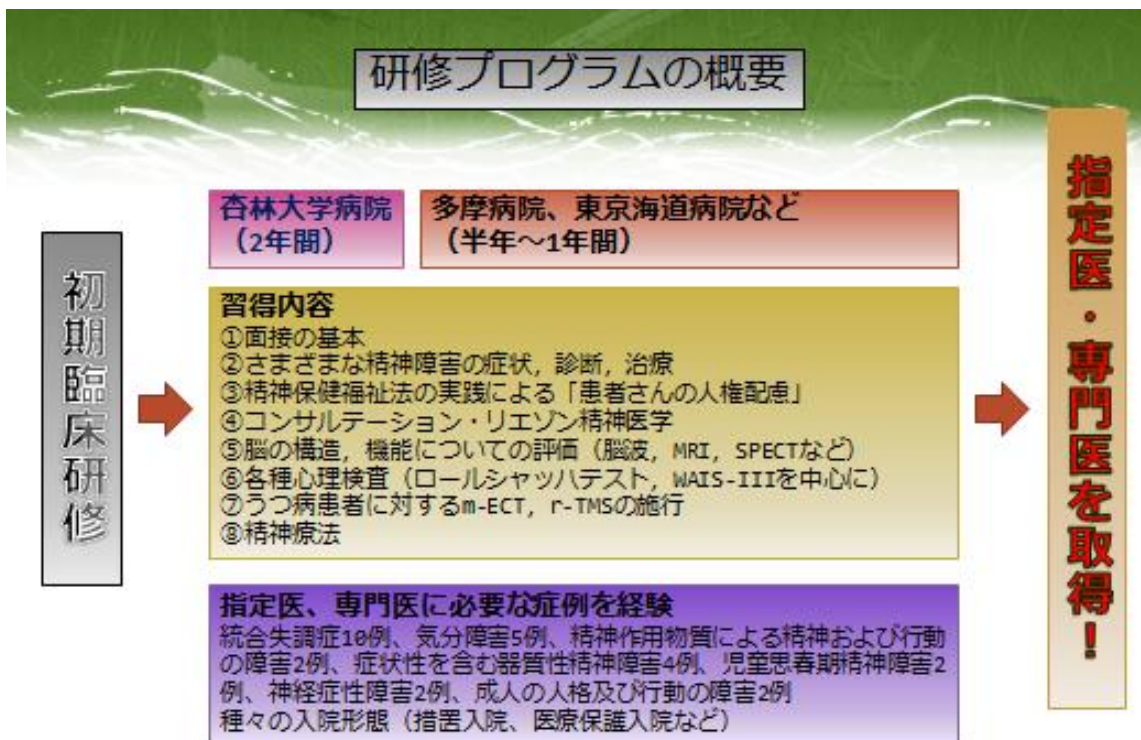 研修プログラムの概要
初期臨床研修
杏林大学病院
（2年間）
多摩病院、東京海道病院など
（半年～1年間）
習得内容
①面接の基本
②さまざまな精神障害の症状, 診断, 治療
③精神保健福祉法の実践による「患者さんの人権配慮」
④コンサルテーション・リエゾン精神医学
⑤脳の構造, 機能についての評価（脳波, MRI, SPECTなど）
⑥各種心理検査（ロールシャッハテスト, WAIS-IIIを中心に）
⑦うつ病患者に対するm-ECT, r-TMSの施行
⑧精神療法
指定医、専門医に必要な症例を経験
統合失調症10例、気分障害5例、精神作用物質による精神および行動
の障害2例、症状性を含む器質性精神障害4例、児童思春期精神障害2
例、神経症性障害2例、成人の人格及び行動の障害2例
種々の入院形態（措置入院、医療保護入院など）
指定医・専門医を取得！